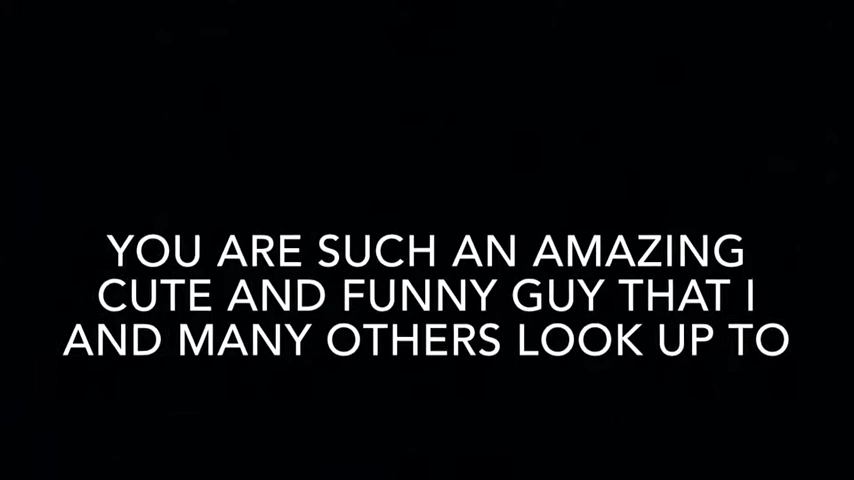 YOU ARE SUCH AN AMAZING
CUTE AND FUNNY GUY THAT I
AND MANY OTHERS LOOK UP TO